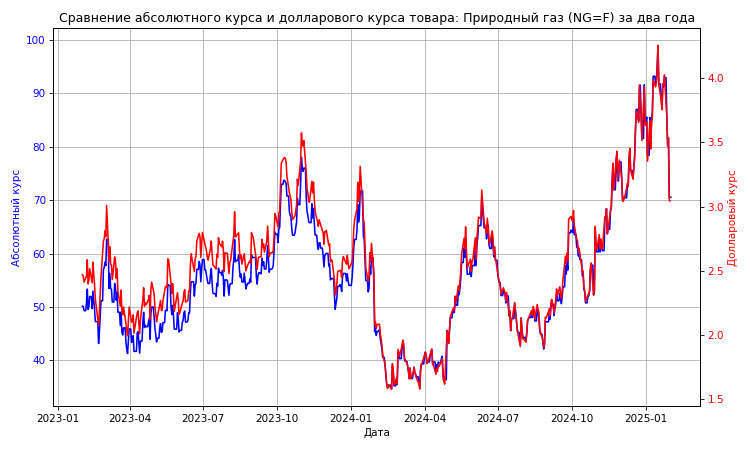 Сравнение абсолютного курса и долларового курса товара: Природный газ (NG=F) за два года
100
90
80
70
60
50
40
Абсолютный курс
4.0
3.5
3.0
2.5
2.0
1.5
Долларовый курс
2023-01 2023-04 2023-07 2023-10 2024-01 2024-04 2024-07 2024-10 2025-01
Дата